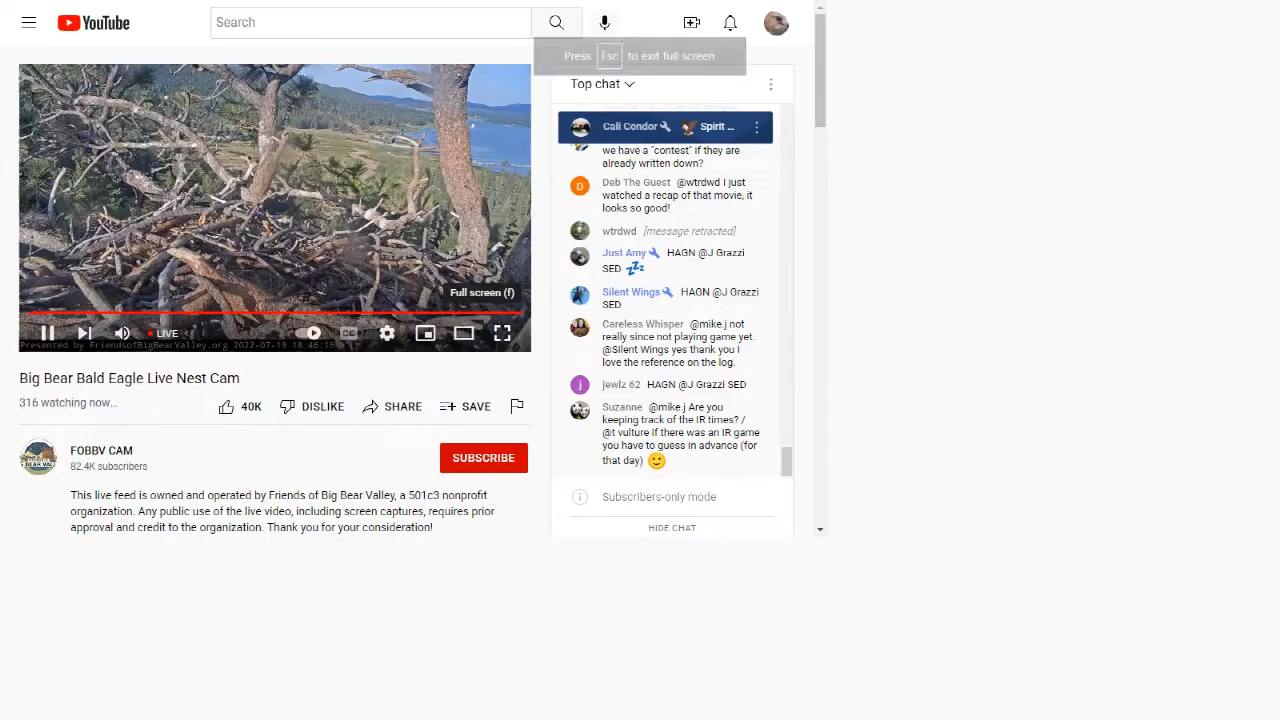 YouTube
Search
Press Esc to exit full screen
Top chat
Cali Condor Spirit ...
we have a "contest" if they are
already written down?
Deb The Guest @wtrdwd I just
watched a recap of that movie, it
looks so good!
wtrdwd [message retracted]
Just Amy HAGN @J Grazzi
SED
Silent Wings HAGN @J Grazzi
SED
Careless Whisper @mike.j not
really since not playing game yet.
@Silent Wings yes thank you I
love the reference on the log.
jewlz 62 HAGN @J Grazzi SED
Suzanne @mike.j Are you
keeping track of the IR times? /
@t vulture if there was an IR game
you have to guess in advance (for
that day)
Subscribers-only mode
HIDE CHAT
Full screen (f)
LIVE
CC
Presented by FriendsofBigBearValley.org 2022-07-19 18:46:16
Big Bear Bald Eagle Live Nest Cam
316 watching now...
40K DISLIKE SHARE SAVE
FOBBV CAM
82.4K subscribers
SUBSCRIBE
This live feed is owned and operated by Friends of Big Bear Valley, a 501c3 nonprofit
organization. Any public use of the live video, including screen captures, requires prior
approval and credit to the organization. Thank you for your consideration!